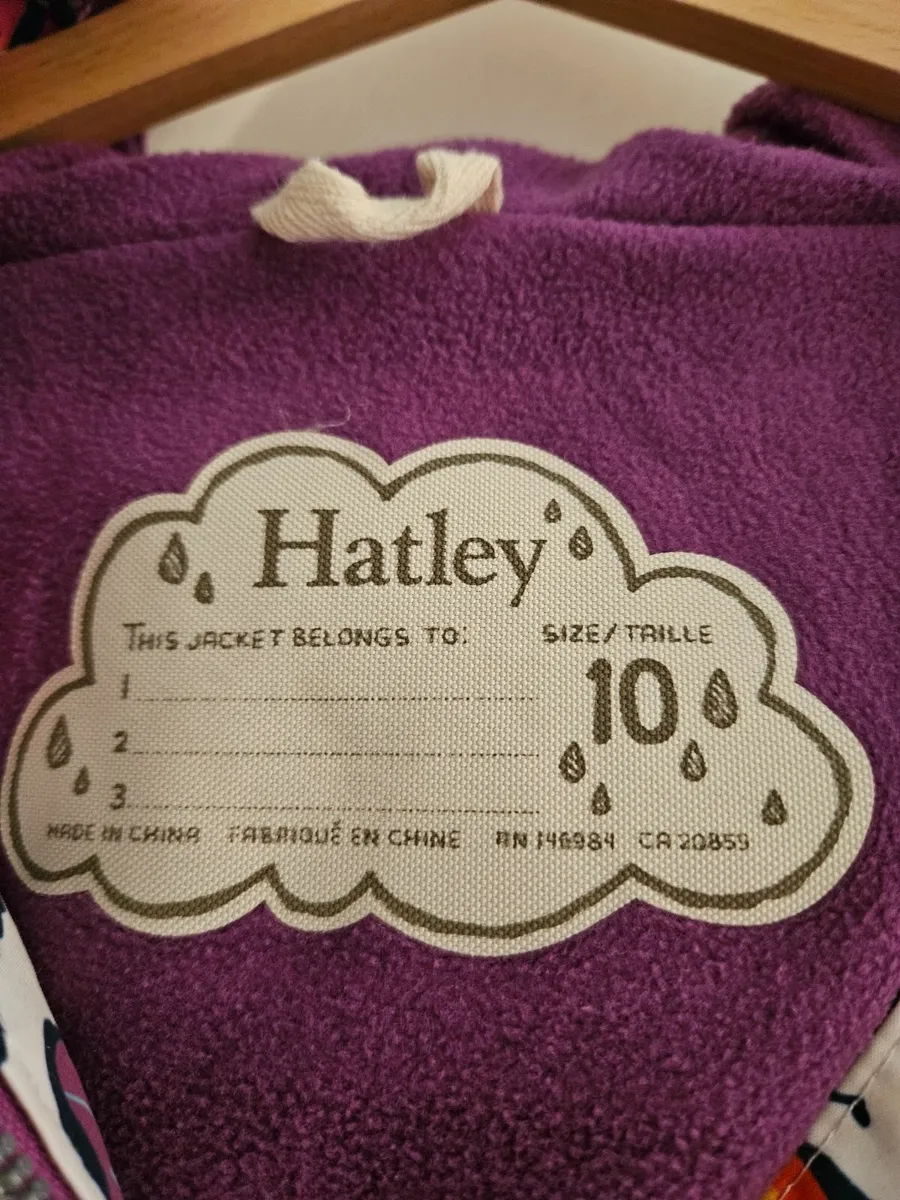 Hatley
THIS JACKET BELONGS TO:
SIZE/TAILLE
10
1
2
3
MADE IN CHINA FABRIQUÉ EN CHINE RN 146984 CA 20859